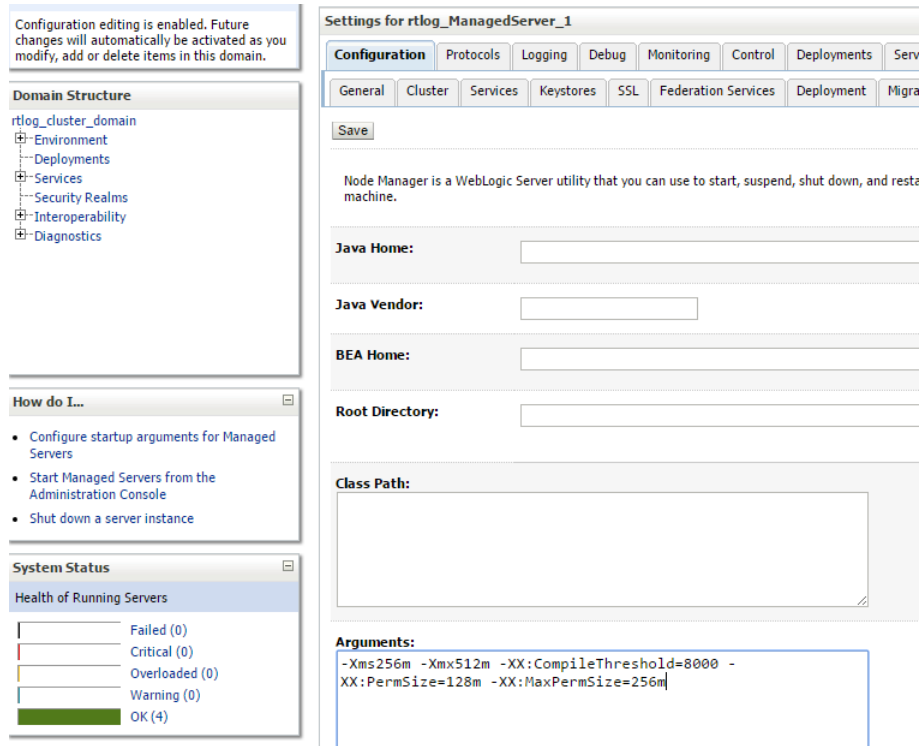 Configuration editing is enabled. Future
changes will automatically be activated as you
modify, add or delete items in this domain.
Domain Structure
rtlog_cluster_domain
Environment
Deployments
Services
Security Realms
Interoperability
Diagnostics
How do I...
Configure startup arguments for Managed
Servers
Start Managed Servers from the
Administration Console
Shut down a server instance
System Status
Health of Running Servers
Failed (0)
Critical (0)
Overloaded (0)
Warning (0)
OK (4)
Settings for rtlog_ManagedServer_1
Configuration Protocols Logging Debug Monitoring Control Deployments Serv
General Cluster Services Keystores SSL Federation Services Deployment Migra
Save
Node Manager is a WebLogic Server utility that you can use to start, suspend, shut down, and resta
machine.
Java Home:
Java Vendor:
BEA Home:
Root Directory:
Class Path:
Arguments:
-Xms256m -Xmx512m -XX:CompileThreshold=8000 -
XX:PermSize=128m -XX:MaxPermSize=256m